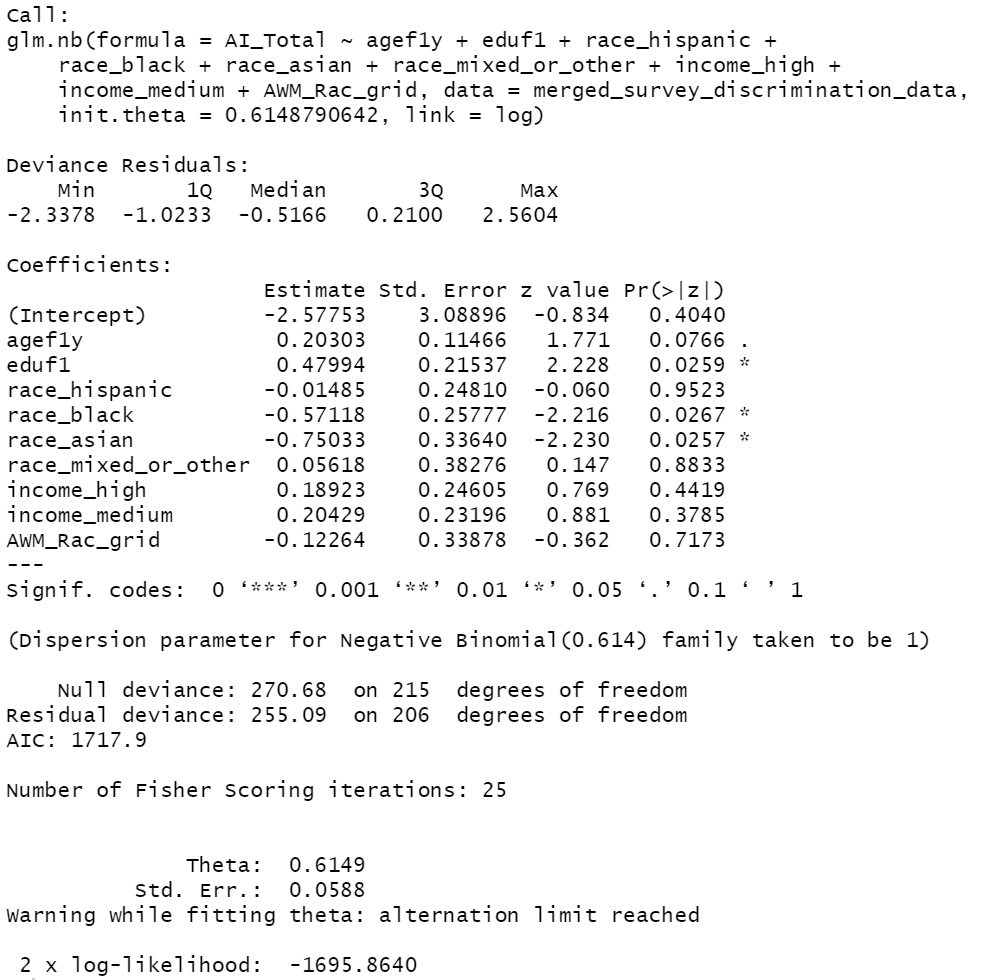 Call:
glm.nb(formula = AI_Total ~ agef1y + eduf1 + race_hispanic +
    race_black + race_asian + race_mixed_or_other + income_high +
    income_medium + AWM_Rac_grid, data = merged_survey_discrimination_data,
    init.theta = 0.6148790642, link = log)

Deviance Residuals:
    Min       1Q   Median       3Q      Max
-2.3378  -1.0233  -0.5166   0.2100   2.5604

Coefficients:
                    Estimate Std. Error z value Pr(>|z|)
(Intercept)         -2.57753    3.08896  -0.834   0.4040
agef1y               0.20303    0.11466   1.771   0.0766 .
eduf1                0.47994    0.21537   2.228   0.0259 *
race_hispanic       -0.01485    0.24810  -0.060   0.9523
race_black          -0.57118    0.25777  -2.216   0.0267 *
race_asian          -0.75033    0.33640  -2.230   0.0257 *
race_mixed_or_other  0.05618    0.38276   0.147   0.8833
income_high          0.18923    0.24605   0.769   0.4419
income_medium        0.20429    0.23196   0.881   0.3785
AWM_Rac_grid        -0.12264    0.33878  -0.362   0.7173
---
Signif. codes:  0 ‘***’ 0.001 ‘**’ 0.01 ‘*’ 0.05 ‘.’ 0.1 ‘ ’ 1

(Dispersion parameter for Negative Binomial(0.614) family taken to be 1)

    Null deviance: 270.68  on 215  degrees of freedom
Residual deviance: 255.09  on 206  degrees of freedom
AIC: 1717.9

Number of Fisher Scoring iterations: 25


              Theta:  0.6149
          Std. Err.:  0.0588
Warning while fitting theta: alternation limit reached

 2 x log-likelihood:  -1695.8640